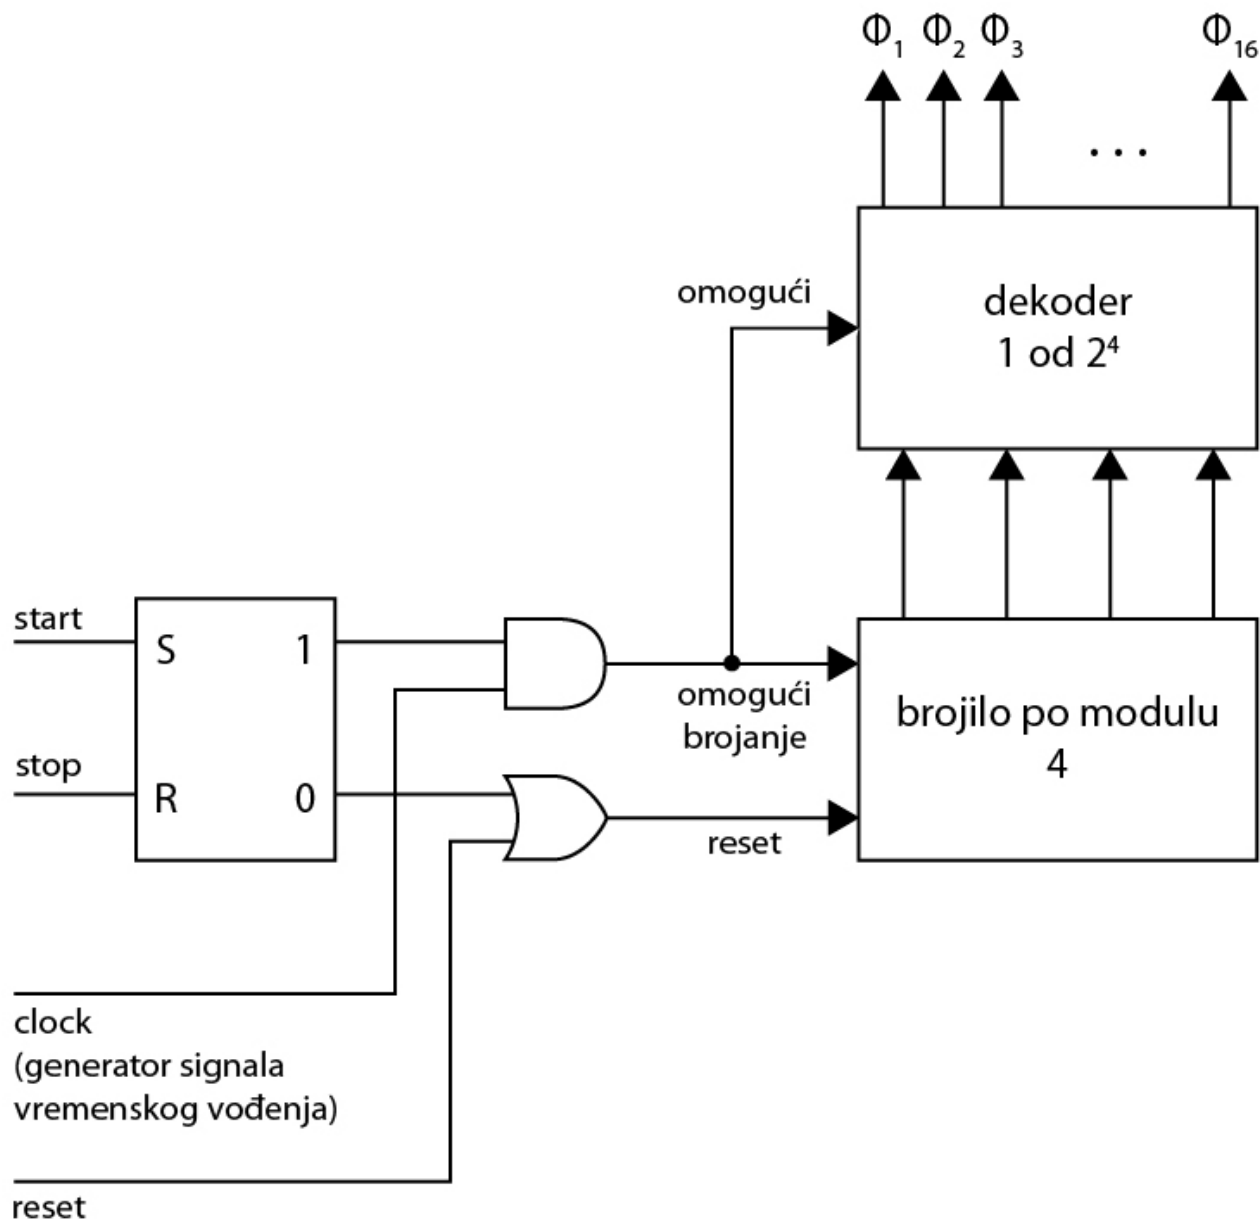 Φ₁ Φ₂ Φ₃ ... Φ₁₆
omogući
dekoder
1 od 2⁴
start
S 1
stop
R 0
omogući
brojanje
reset
brojilo po modulu
4
clock
(generator signala
vremenskog vođenja)
reset